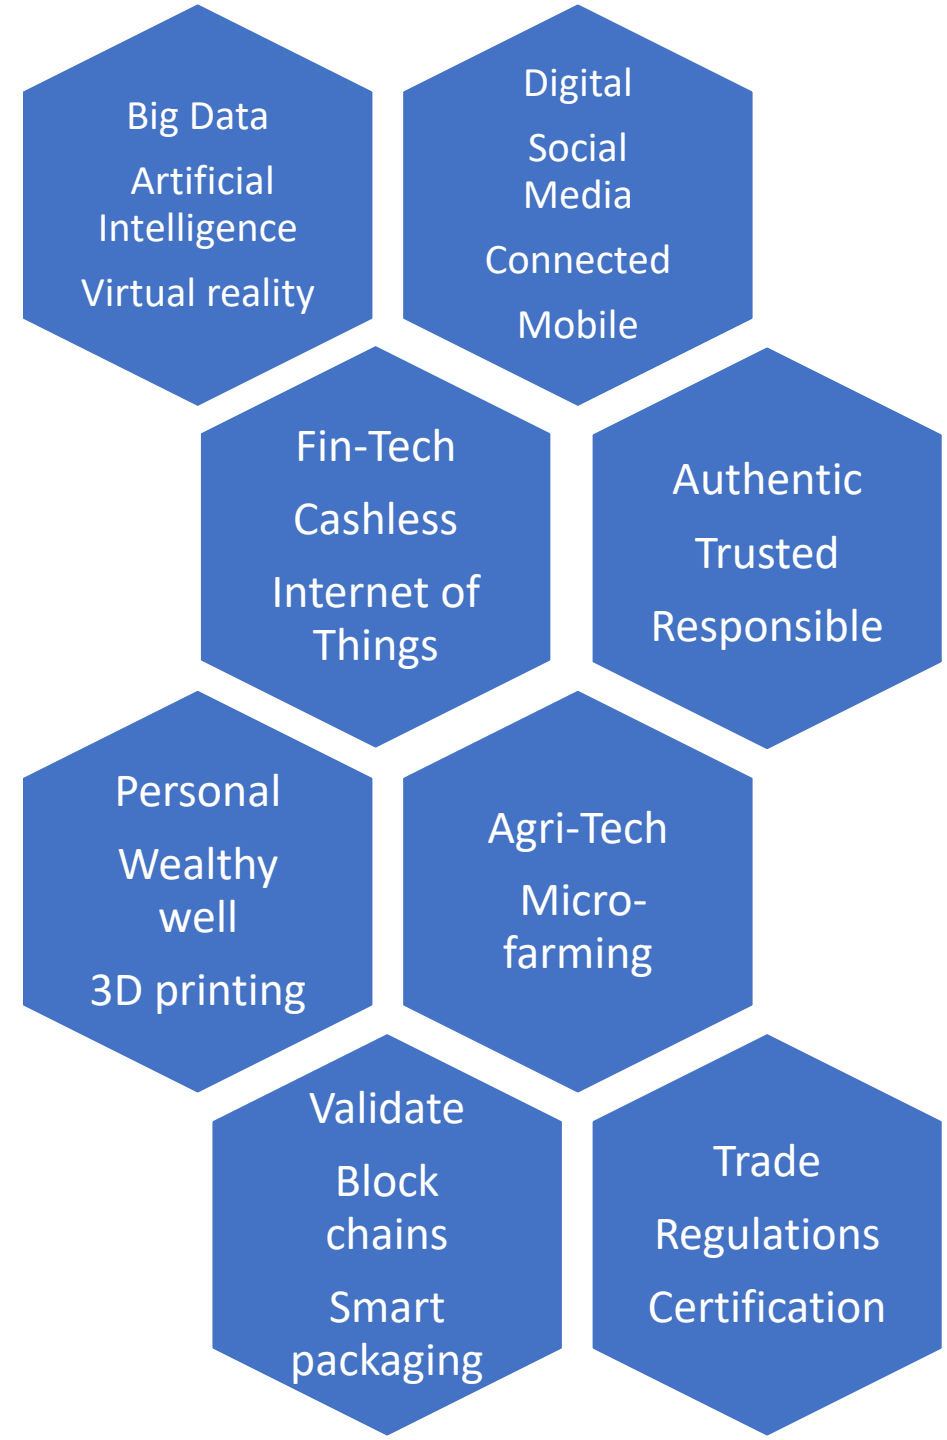 Big Data
Artificial
Intelligence
Virtual reality
Digital
Social
Media
Connected
Mobile
Fin-Tech
Cashless
Internet of
Things
Authentic
Trusted
Responsible
Personal
Wealthy
well
3D printing
Agri-Tech
Micro-
farming
Validate
Block
chains
Smart
packaging
Trade
Regulations
Certification